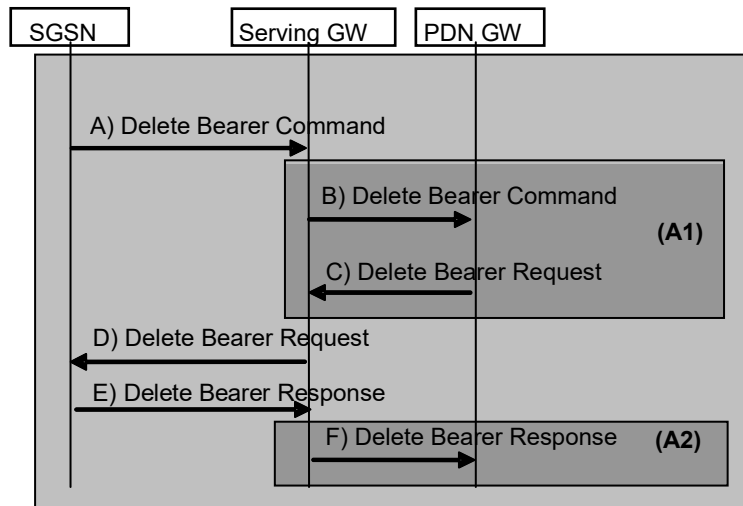 SGSN
Serving GW
PDN GW
A) Delete Bearer Command
B) Delete Bearer Command
(A1)
C) Delete Bearer Request
D) Delete Bearer Request
E) Delete Bearer Response
F) Delete Bearer Response
(A2)